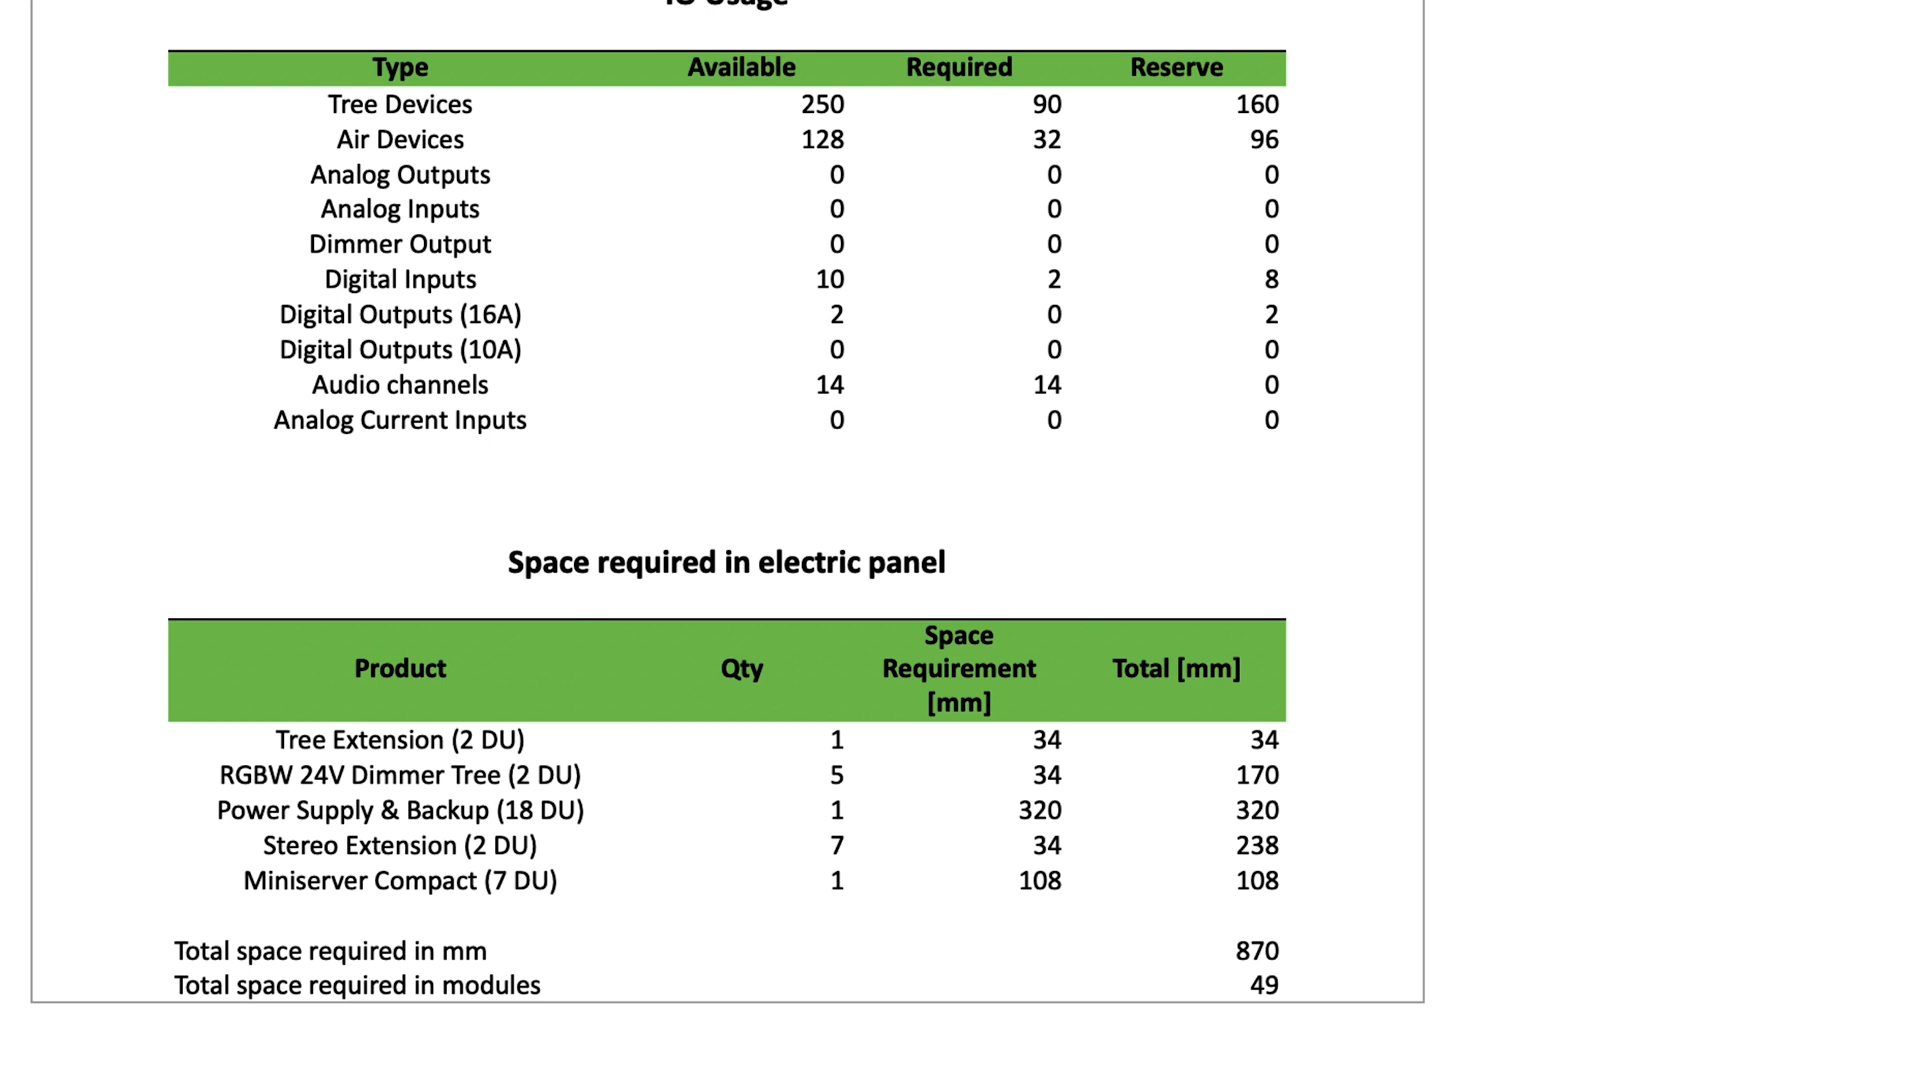 IO Usage
Type Available Required Reserve
Tree Devices 250 90 160
Air Devices 128 32 96
Analog Outputs 0 0 0
Analog Inputs 0 0 0
Dimmer Output 0 0 0
Digital Inputs 10 2 8
Digital Outputs (16A) 2 0 2
Digital Outputs (10A) 0 0 0
Audio channels 14 14 0
Analog Current Inputs 0 0 0
Space required in electric panel
Product Qty Space Requirement [mm] Total [mm]
Tree Extension (2 DU) 1 34 34
RGBW 24V Dimmer Tree (2 DU) 5 34 170
Power Supply & Backup (18 DU) 1 320 320
Stereo Extension (2 DU) 7 34 238
Miniserver Compact (7 DU) 1 108 108
Total space required in mm 870
Total space required in modules 49